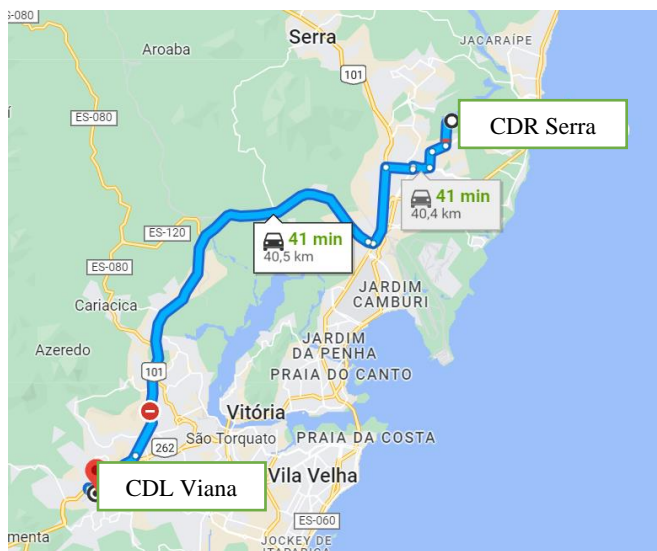 S-080
Serra
JACARAÍPE
Aroaba
101
ES-080
CDR Serra
41 min
40,4 km
41 min
40,5 km
ES-120
ES-080
Cariacica
JARDIM
CAMBURI
Azeredo
JARDIM
DA PENHA
PRAIA DO CANTO
101
Vitória
São Torquato
PRAIA DA COSTA
262
CDL Viana
Vila Velha
ES-060
menta
JOCKEY DE